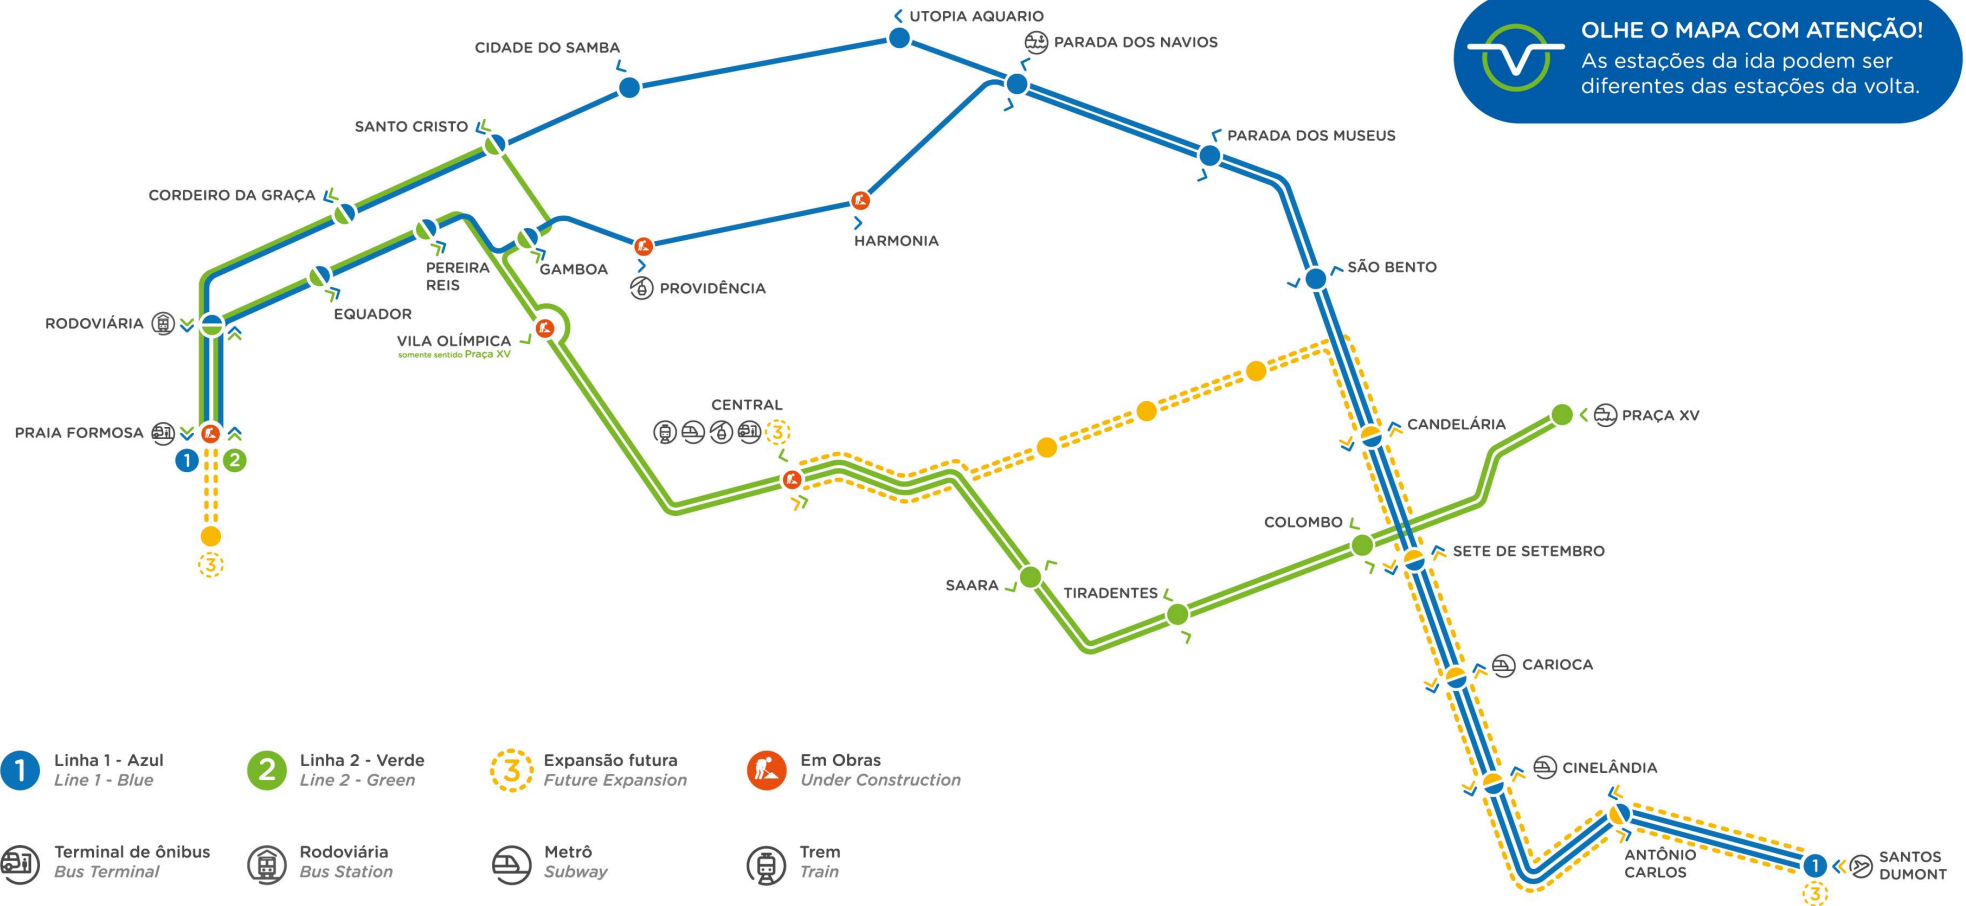 UTOPIA AQUARIO
PARADA DOS NAVIOS
CIDADE DO SAMBA
OLHE O MAPA COM ATENÇÃO!
As estações da ida podem ser
diferentes das estações da volta.
SANTO CRISTO
PARADA DOS MUSEUS
CORDEIRO DA GRAÇA
HARMONIA
PEREIRA
REIS
GAMBOA
SÃO BENTO
PROVIDÊNCIA
EQUADOR
RODOVIÁRIA
VILA OLÍMPICA
somente sentido Praça XV
CENTRAL
3
PRAÇA XV
CANDELÁRIA
PRAIA FORMOSA
1
2
3
COLOMBO
SETE DE SETEMBRO
SAARA
TIRADENTES
CARIOCA
CINELÂNDIA
ANTÔNIO
CARLOS
1
SANTOS
DUMONT
3
1
Linha 1 - Azul
Line 1 - Blue
2
Linha 2 - Verde
Line 2 - Green
3
Expansão futura
Future Expansion
Em Obras
Under Construction
Terminal de ônibus
Bus Terminal
Rodoviária
Bus Station
Metrô
Subway
Trem
Train